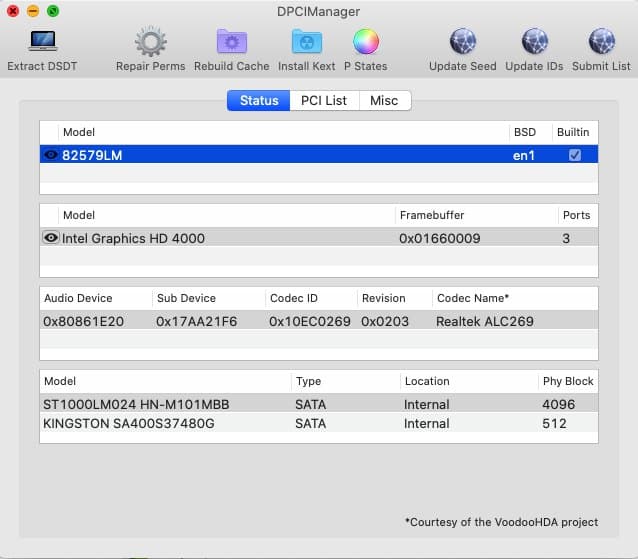 DPCIManager
Extract DSDT Repair Perms Rebuild Cache Install Kext P States Update Seed Update IDs Submit List
Status PCI List Misc
Model BSD Builtin
82579LM en1
Model Framebuffer Ports
Intel Graphics HD 4000 0x01660009 3
Audio Device Sub Device Codec ID Revision Codec Name*
0x80861E20 0x17AA21F6 0x10EC0269 0x0203 Realtek ALC269
Model Type Location Phy Block
ST1000LM024 HN-M101MBB SATA Internal 4096
KINGSTON SA400S37480G SATA Internal 512
*Courtesy of the VoodooHDA project